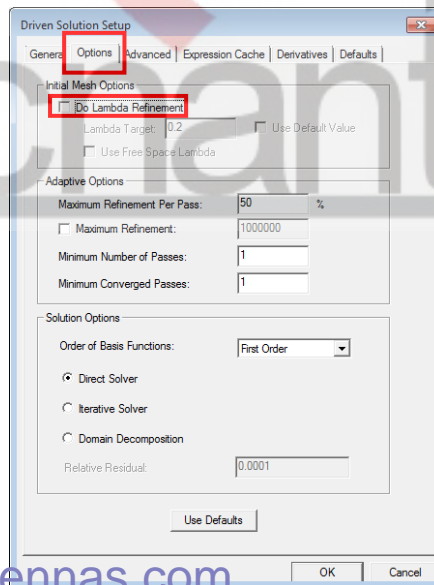 Driven Solution Setup
General Options Advanced Expression Cache Derivatives Defaults
Initial Mesh Options
Do Lambda Refinement
Lambda Target: 0.2 Use Default Value
Use Free Space Lambda
Adaptive Options
Maximum Refinement Per Pass: 50 %
Maximum Refinement: 1000000
Minimum Number of Passes: 1
Minimum Converged Passes: 1
Solution Options
Order of Basis Functions: First Order
Direct Solver
Iterative Solver
Domain Decomposition
Relative Residual: 0.0001
Use Defaults
OK Cancel
ennas.com